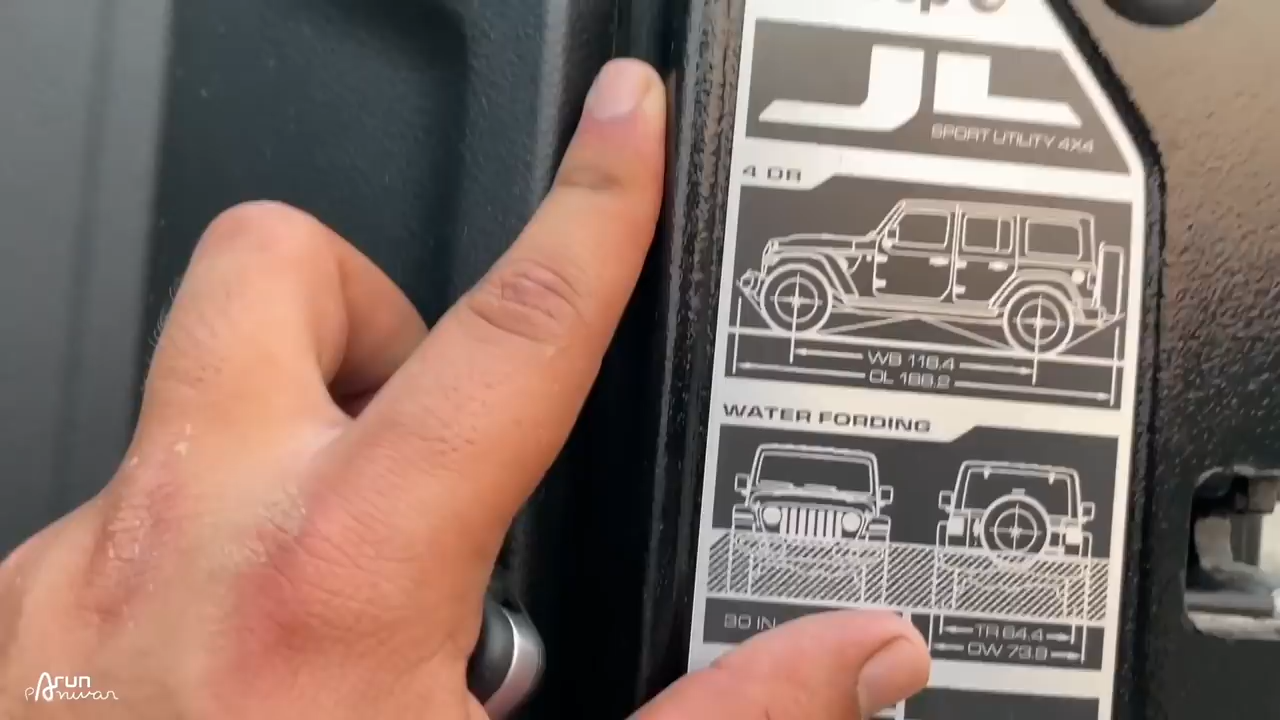 JL
SPORT UTILITY 4X4
4 DR
WB 118.4
OL 188.2
WATER FORDING
30 IN
TR 64.4
OW 73.9
Arun
Panwar